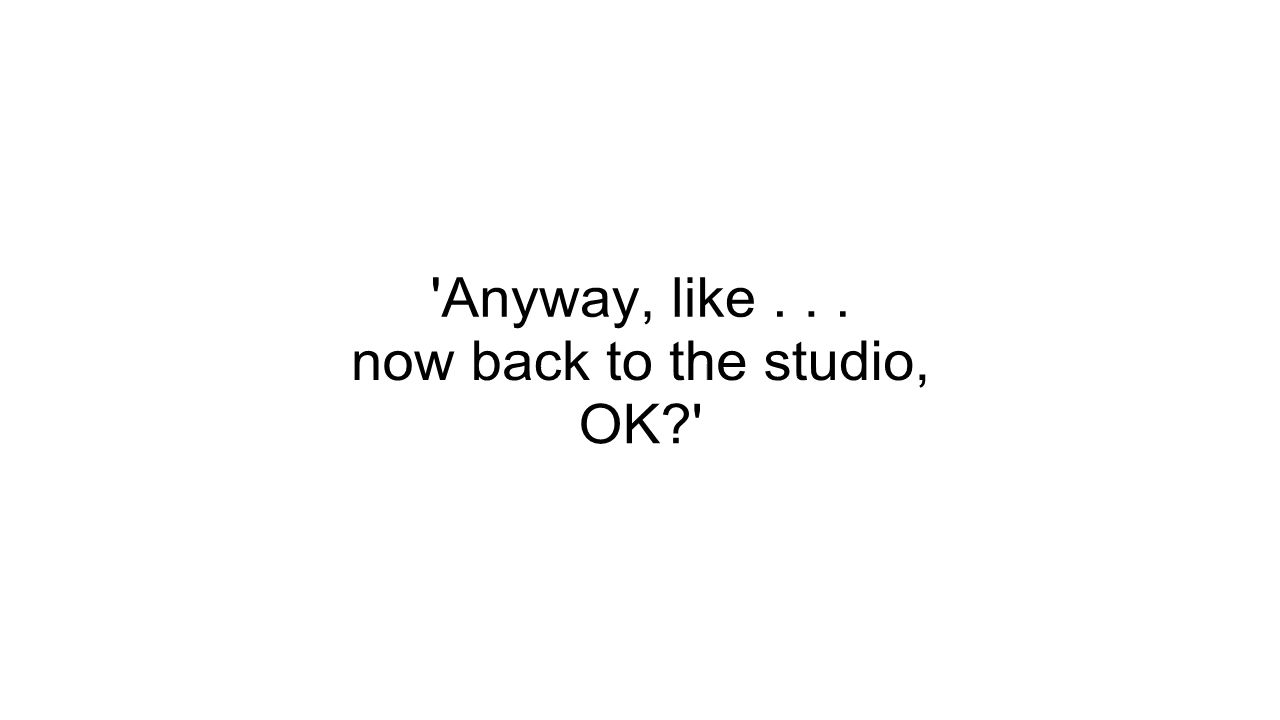 'Anyway, like . . .
now back to the studio,
OK?'